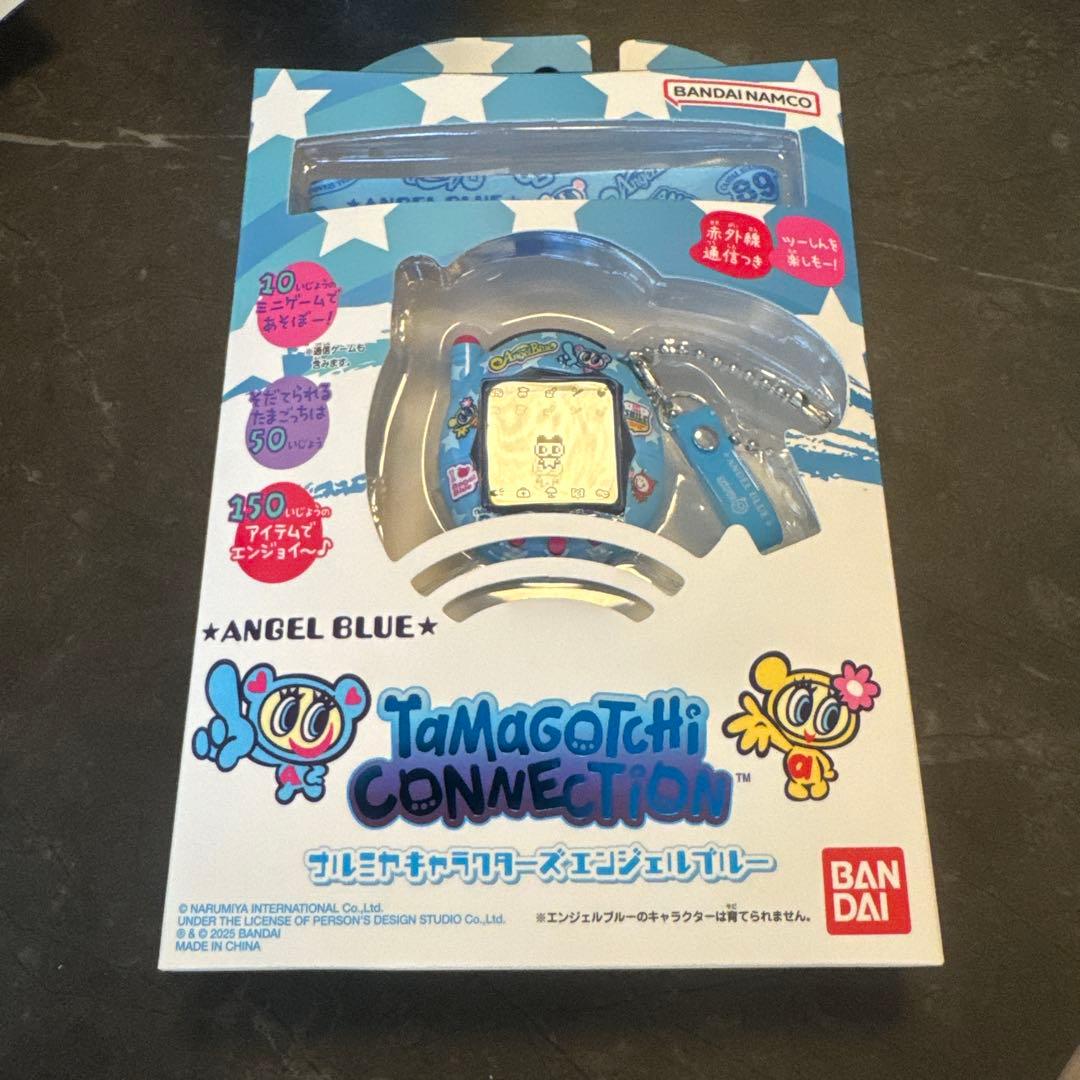 BANDAI NAMCO
★ANGEL BLUE
89
赤外線
通信つき
ツーしんを
楽しもー!
10いじょうの
ミニゲームで
あそぼー!
※通信ゲームも
含みます。
そだてられる
たまごっちは
50いじょう
150いじょうの
アイテムで
エンジョイ〜♪
Angel Blue
★ANGEL BLUE★
TAMAGOTCHI
CONNECTION™
ナルミヤキャラクターズエンジェルブルー
BAN
DAI
© NARUMIYA INTERNATIONAL Co.,Ltd.
UNDER THE LICENSE OF PERSON'S DESIGN STUDIO Co.,Ltd.
® & © 2025 BANDAI
MADE IN CHINA
※エンジェルブルーのキャラクターは育てられません。